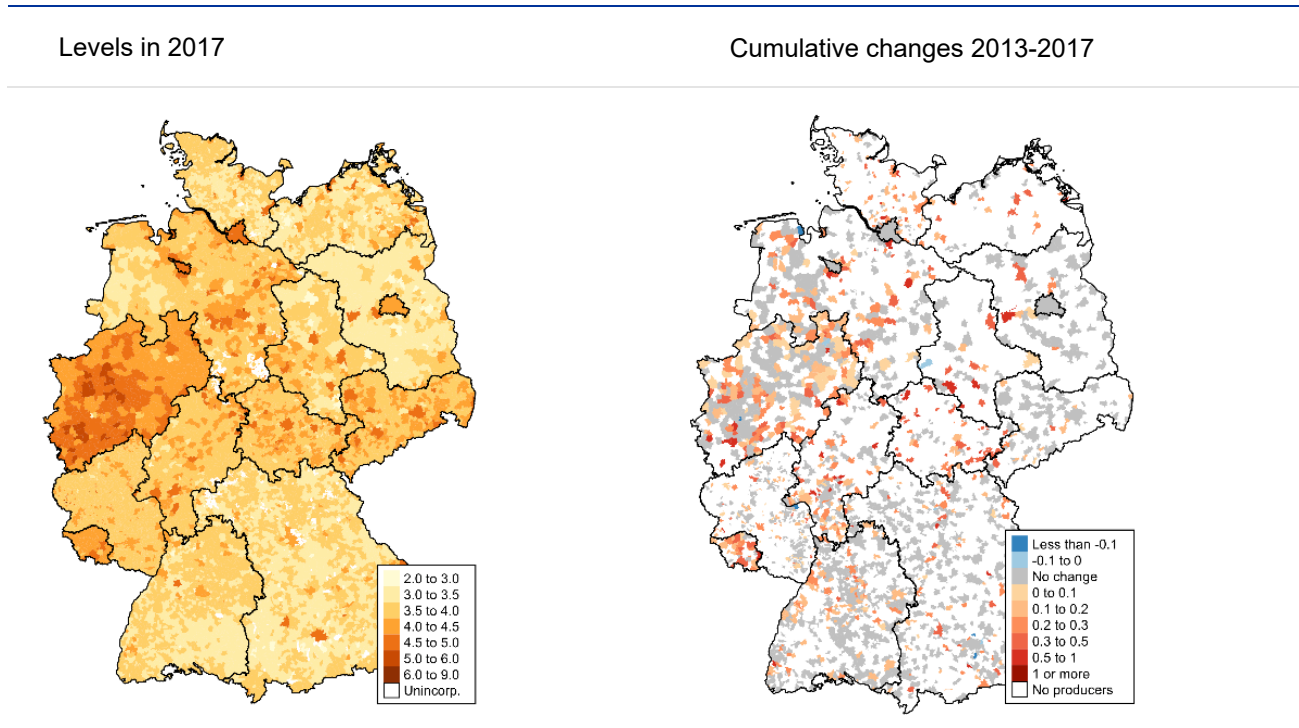 Levels in 2017
Cumulative changes 2013-2017
2.0 to 3.0
3.0 to 3.5
3.5 to 4.0
4.0 to 4.5
4.5 to 5.0
5.0 to 6.0
6.0 to 9.0
Unincorp.
Less than -0.1
-0.1 to 0
No change
0 to 0.1
0.1 to 0.2
0.2 to 0.3
0.3 to 0.5
0.5 to 1
1 or more
No producers